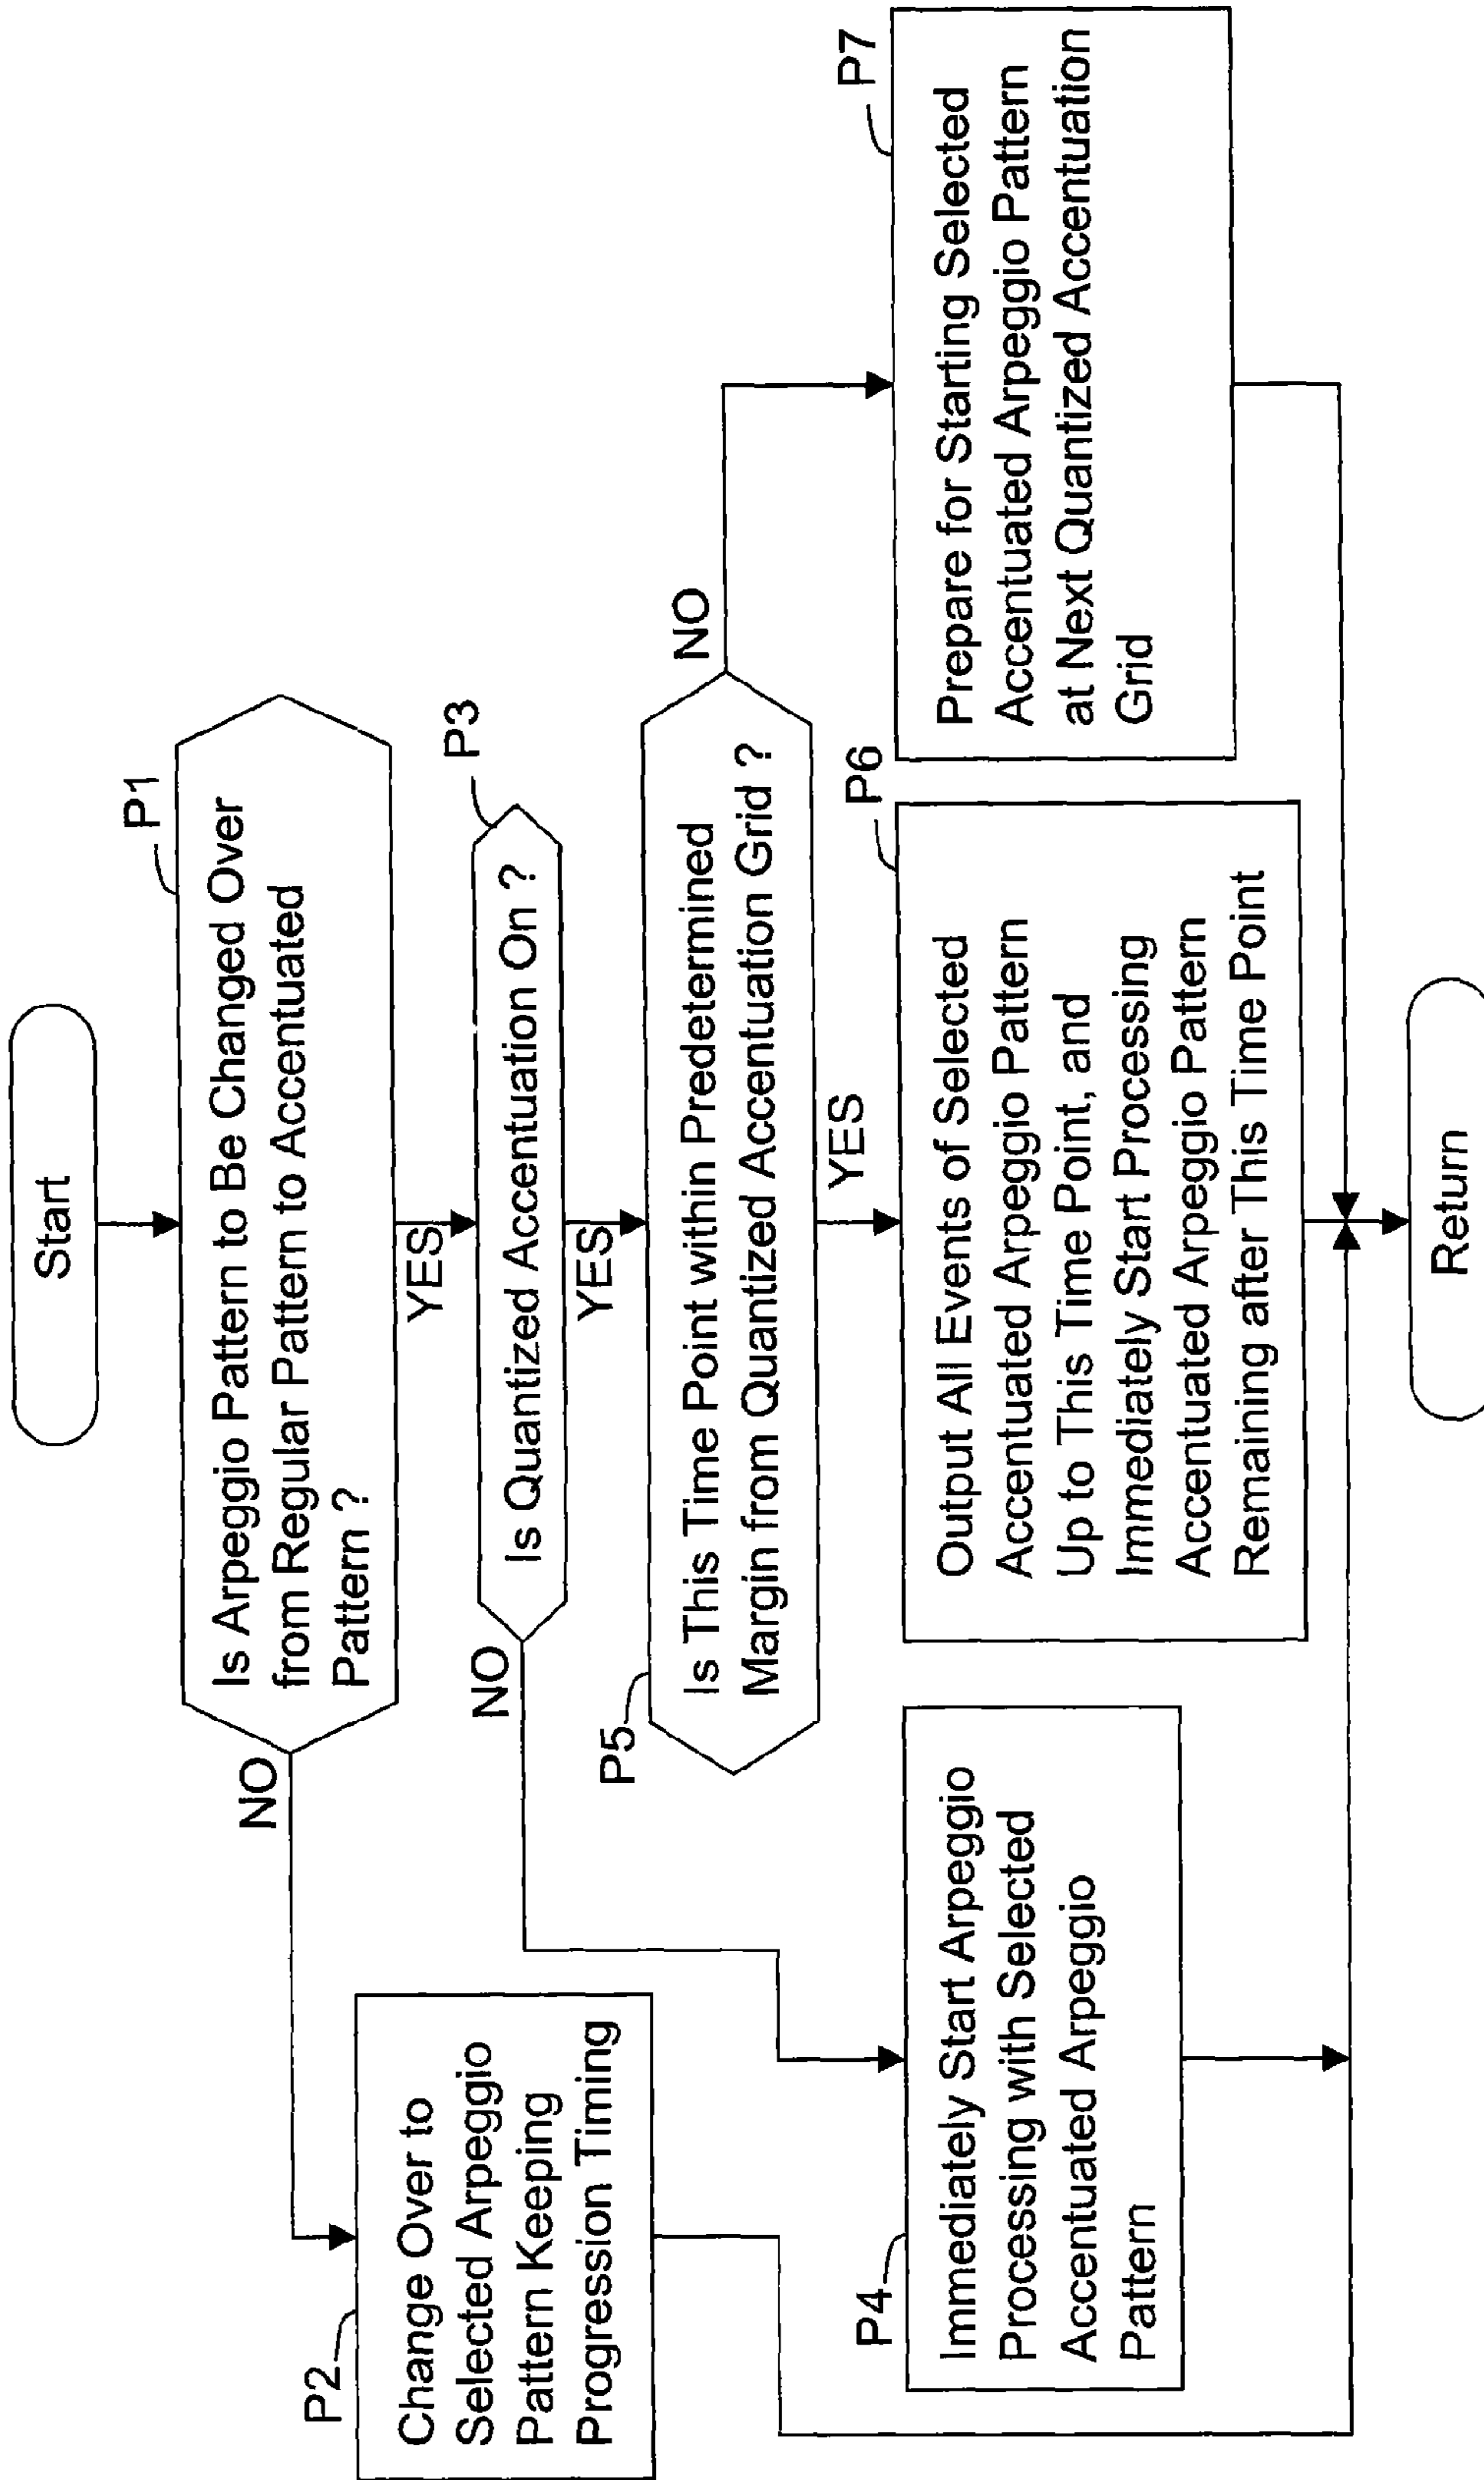 Start
P1
Is Arpeggio Pattern to Be Changed Over
from Regular Pattern to Accentuated
Pattern ?
NO
YES
P2
Change Over to
Selected Arpeggio
Pattern Keeping
Progression Timing
P3
Is Quantized Accentuation On ?
NO
YES
P5
Is This Time Point within Predetermined
Margin from Quantized Accentuation Grid ?
NO
YES
P4
Immediately Start Arpeggio
Processing with Selected
Accentuated Arpeggio
Pattern
P6
Output All Events of Selected
Accentuated Arpeggio Pattern
Up to This Time Point, and
Immediately Start Processing
Accentuated Arpeggio Pattern
Remaining after This Time Point
P7
Prepare for Starting Selected
Accentuated Arpeggio Pattern
at Next Quantized Accentuation
Grid
Return